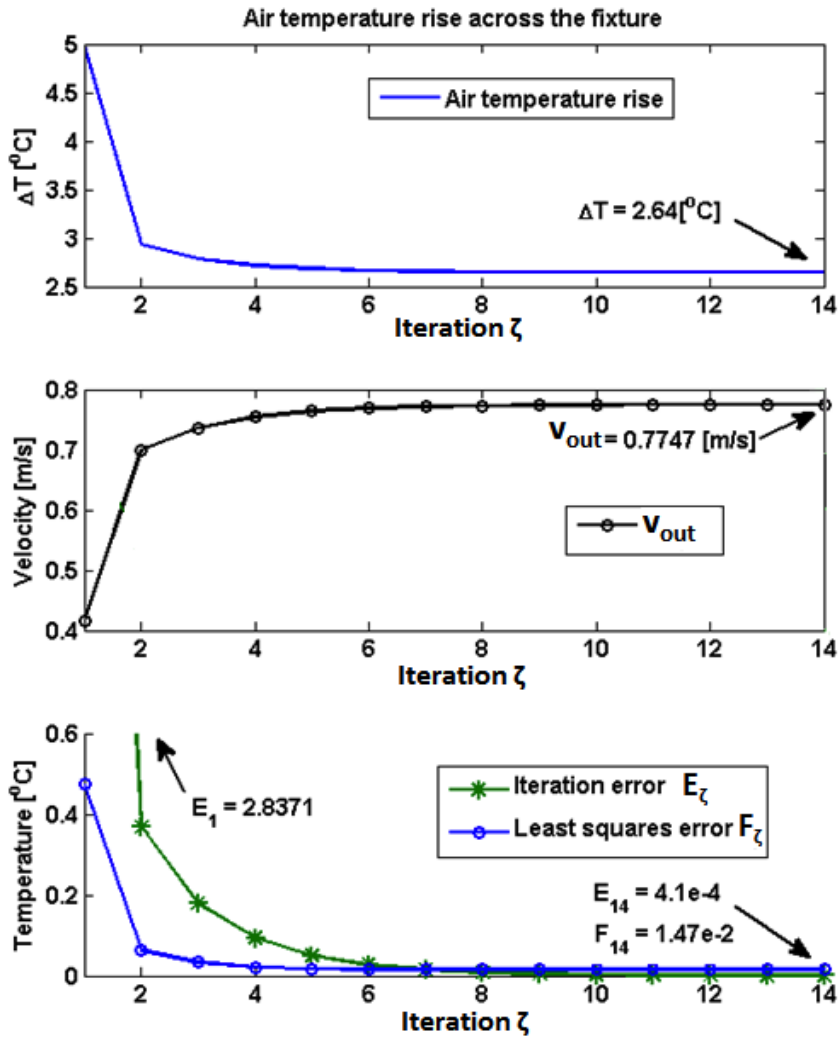 Air temperature rise across the fixture
5
4.5
4
3.5
3
2.5
ΔT [⁰C]
Air temperature rise
ΔT = 2.64[⁰C]
2 4 6 8 10 12 14
Iteration ζ
0.8
0.7
0.6
0.5
0.4
Velocity [m/s]
v_out = 0.7747 [m/s]
v_out
2 4 6 8 10 12 14
Iteration ζ
0.6
0.4
0.2
0
Temperature [⁰C]
E_1 = 2.8371
Iteration error E_ζ
Least squares error F_ζ
E_14 = 4.1e-4
F_14 = 1.47e-2
2 4 6 8 10 12 14
Iteration ζ